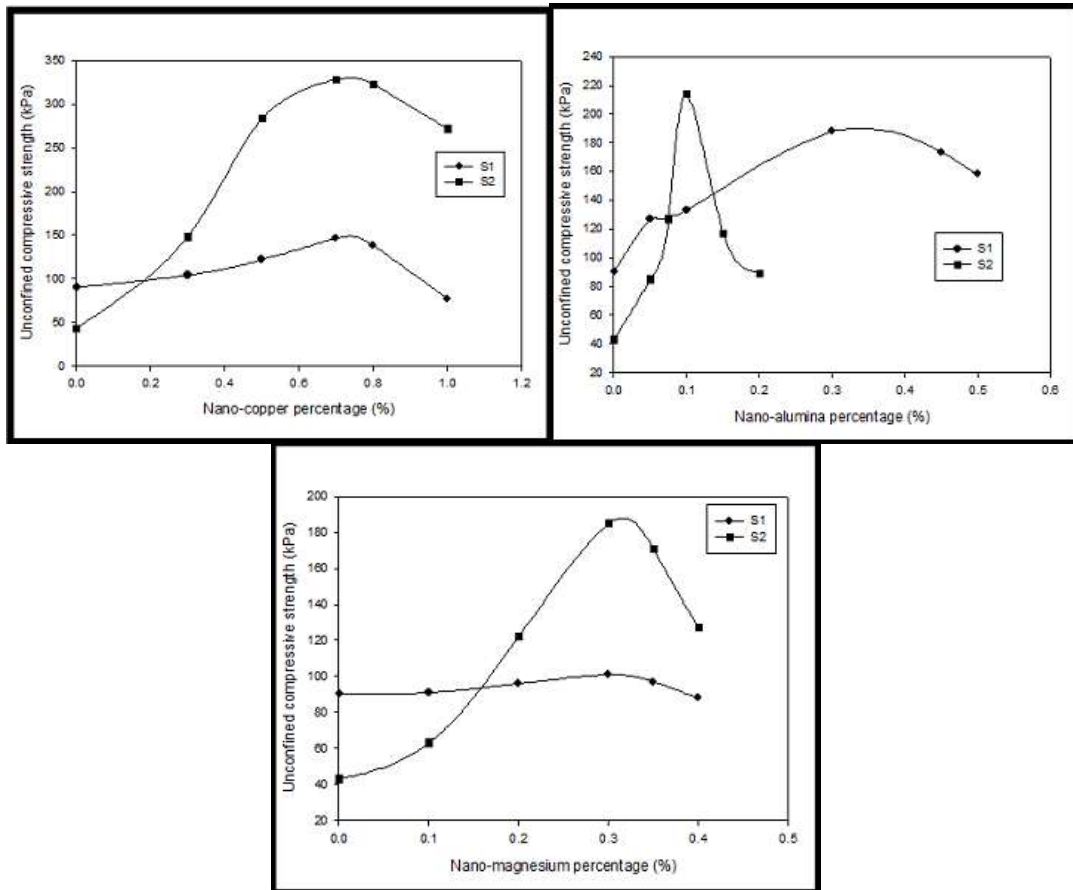 350
300
250
200
150
100
50
0
Unconfined compressive strength (kPa)
S1
S2
0.0 0.2 0.4 0.6 0.8 1.0 1.2
Nano-copper percentage (%)
240
220
200
180
160
140
120
100
80
60
40
20
Unconfined compressive strength (kPa)
S1
S2
0.0 0.1 0.2 0.3 0.4 0.5 0.6
Nano-alumina percentage (%)
200
180
160
140
120
100
80
60
40
20
Unconfined compressive strength (kPa)
S1
S2
0.0 0.1 0.2 0.3 0.4 0.5
Nano-magnesium percentage (%)